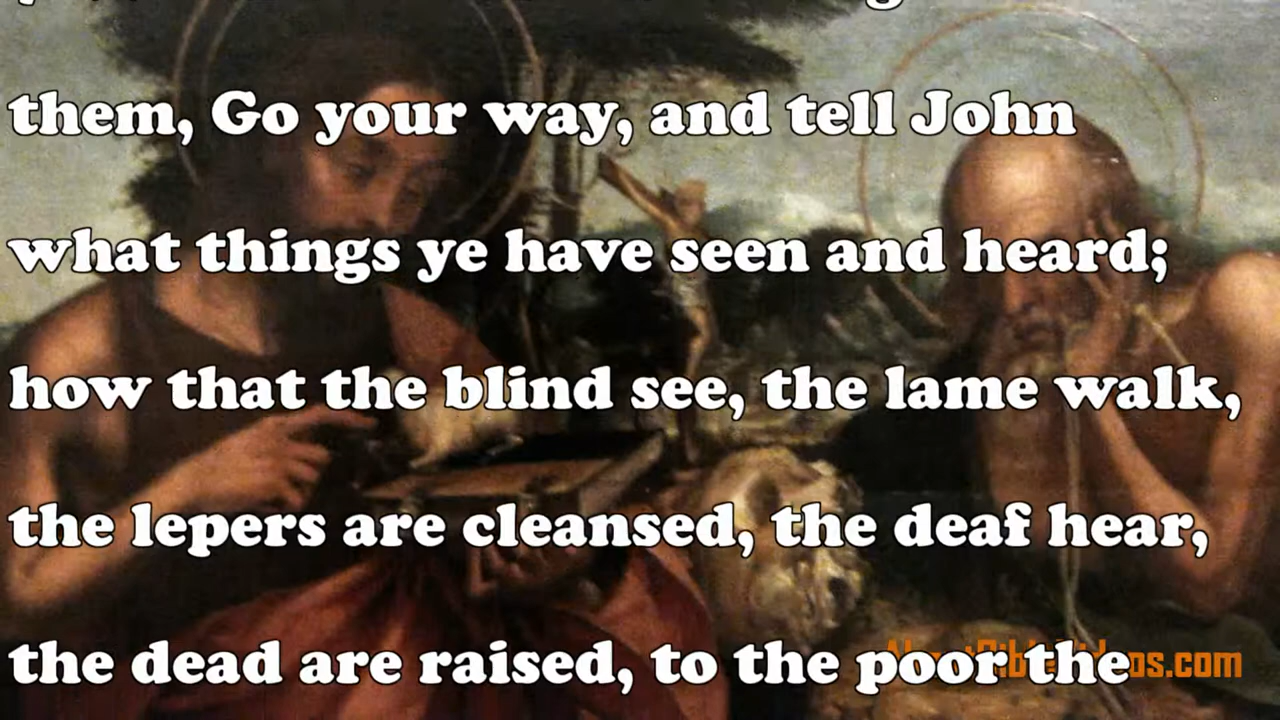 them, Go your way, and tell John
what things ye have seen and heard;
how that the blind see, the lame walk,
the lepers are cleansed, the deaf hear,
the dead are raised, to the poor the